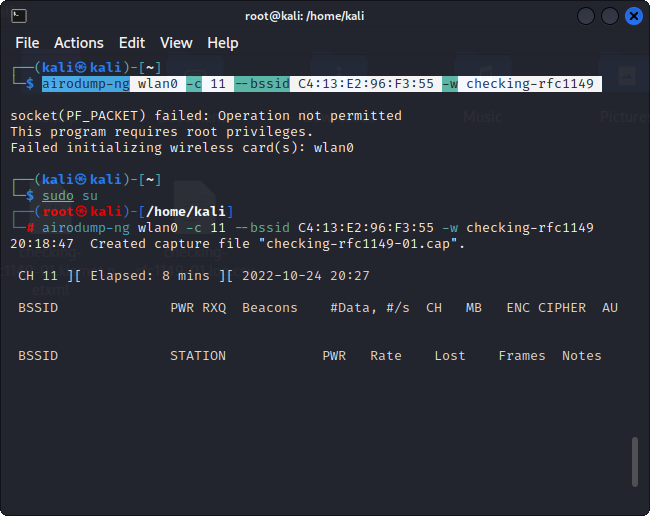 root@kali: /home/kali
File Actions Edit View Help
┌──(kali㉿kali)-[~]
└─$ airodump-ng wlan0 -c 11 --bssid C4:13:E2:96:F3:55 -w checking-rfc1149
socket(PF_PACKET) failed: Operation not permitted
This program requires root privileges.
Failed initializing wireless card(s): wlan0
┌──(kali㉿kali)-[~]
└─$ sudo su
┌──(root㉿kali)-[/home/kali]
└─# airodump-ng wlan0 -c 11 --bssid C4:13:E2:96:F3:55 -w checking-rfc1149
20:18:47 Created capture file "checking-rfc1149-01.cap".
CH 11 ][ Elapsed: 8 mins ][ 2022-10-24 20:27
BSSID PWR RXQ Beacons #Data, #/s CH MB ENC CIPHER AU
BSSID STATION PWR Rate Lost Frames Notes
Music